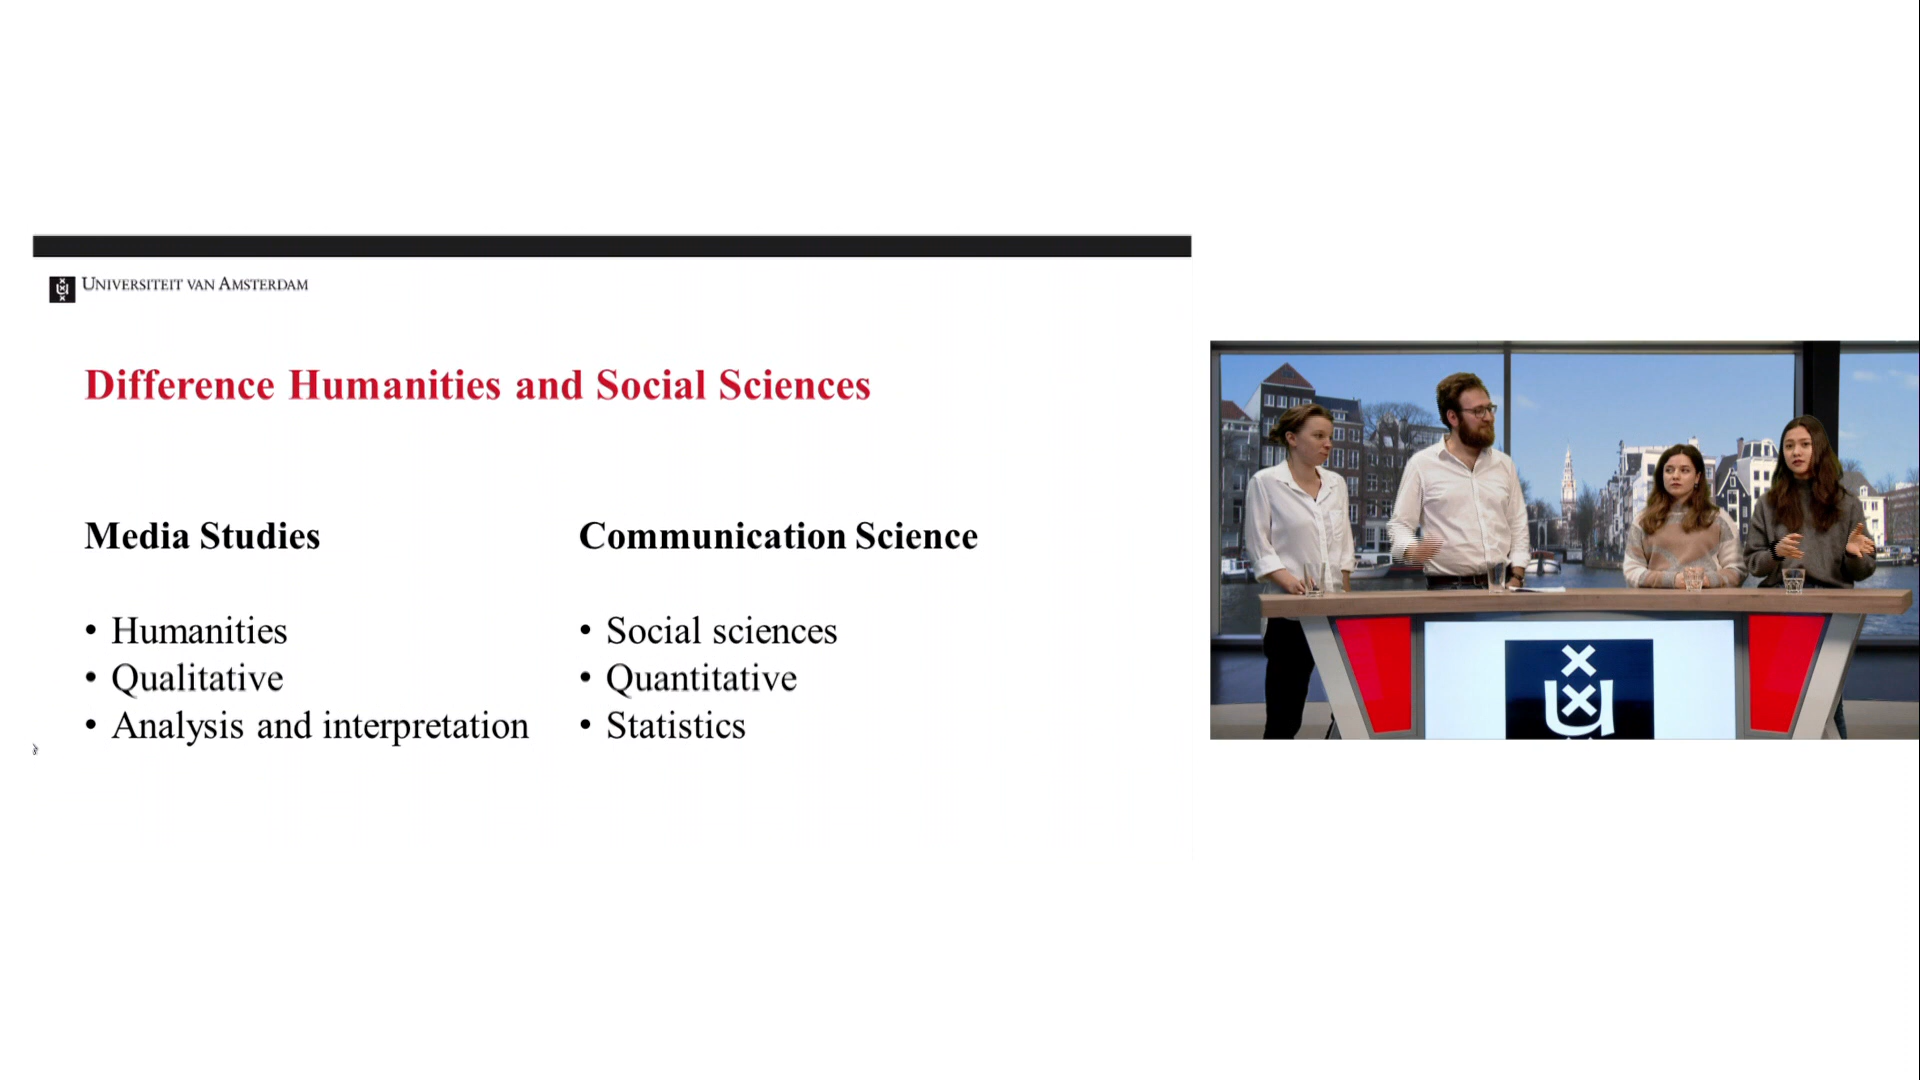 Universiteit van Amsterdam
Difference Humanities and Social Sciences
Media Studies
• Humanities
• Qualitative
• Analysis and interpretation
Communication Science
• Social sciences
• Quantitative
• Statistics